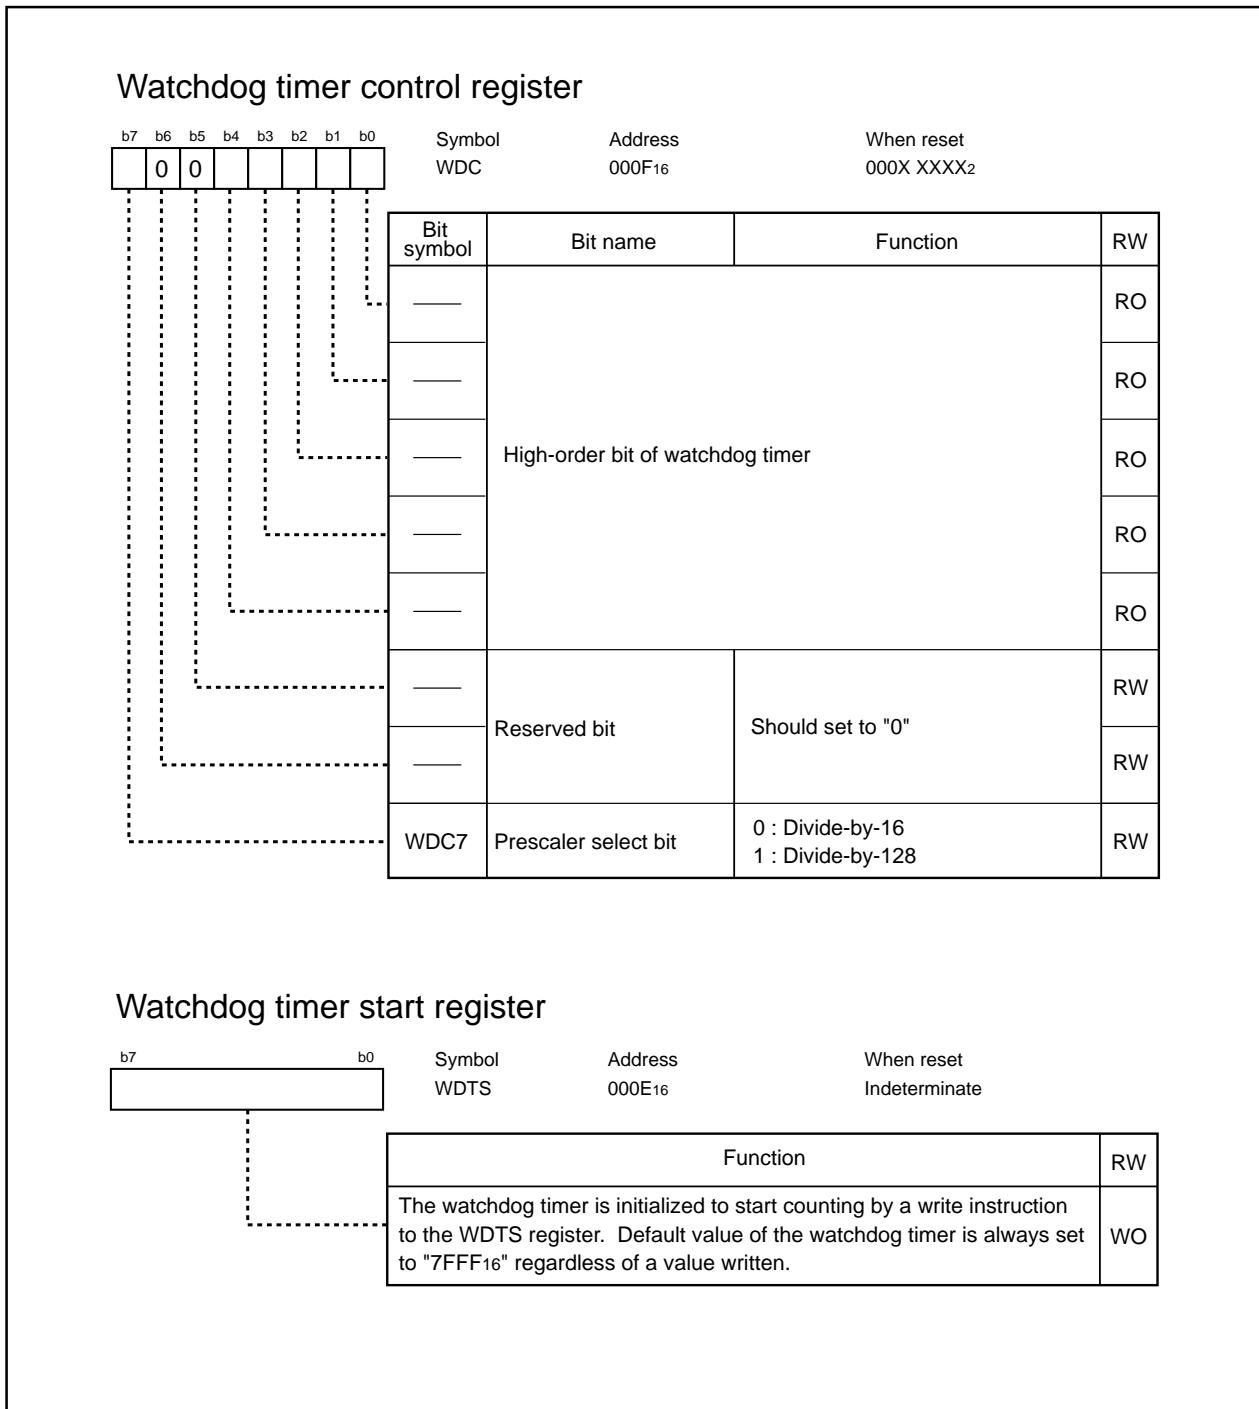 Watchdog timer control register
b7 b6 b5 b4 b3 b2 b1 b0
Symbol Address When reset
0 0 WDC 000F16 000X XXXX2
Bit symbol Bit name Function RW
—— RO
—— RO
—— High-order bit of watchdog timer RO
—— RO
—— RO
—— RW
Reserved bit Should set to "0"
—— RW
WDC7 Prescaler select bit 0 : Divide-by-16
1 : Divide-by-128 RW
Watchdog timer start register
b7 b0
Symbol Address When reset
WDTS 000E16 Indeterminate
Function RW
The watchdog timer is initialized to start counting by a write instruction
to the WDTS register. Default value of the watchdog timer is always set
to "7FFF16" regardless of a value written.
WO